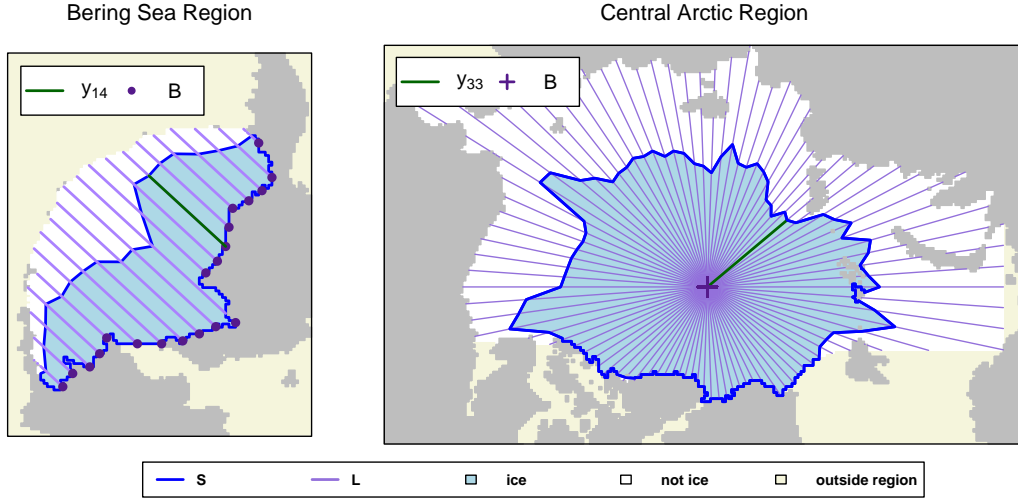 Bering Sea Region
Central Arctic Region
y14 B
y33 B
S L ice not ice outside region